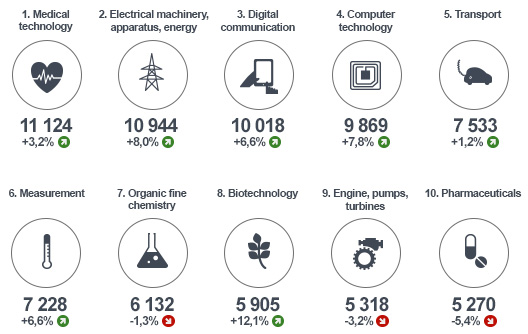 1. Medical
technology
11 124
+3,2%
2. Electrical machinery,
apparatus, energy
10 944
+8,0%
3. Digital
communication
10 018
+6,6%
4. Computer
technology
9 869
+7,8%
5. Transport
7 533
+1,2%
6. Measurement
7 228
+6,6%
7. Organic fine
chemistry
6 132
-1,3%
8. Biotechnology
5 905
+12,1%
9. Engine, pumps,
turbines
5 318
-3,2%
10. Pharmaceuticals
5 270
-5,4%